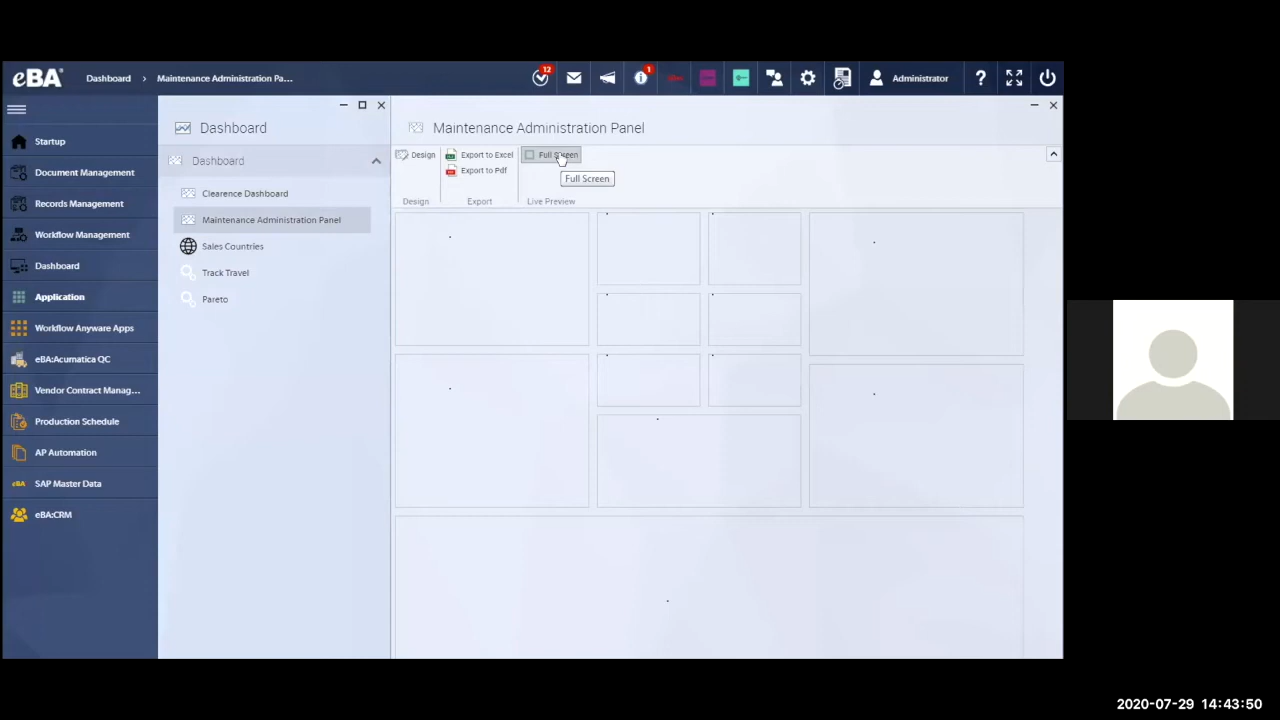 eBA
Dashboard > Maintenance Administration Pa...
12
1
Administrator
?
Startup
Document Management
Records Management
Workflow Management
Dashboard
Application
Workflow Anyware Apps
eBA:Acumatica QC
Vendor Contract Manag...
Production Schedule
AP Automation
eBA SAP Master Data
eBA:CRM
Dashboard
Dashboard
Clearence Dashboard
Maintenance Administration Panel
Sales Countries
Track Travel
Pareto
Maintenance Administration Panel
Design
Export to Excel
Full Screen
Export to Pdf
Full Screen
Design
Export
Live Preview
2020-07-29 14:43:50